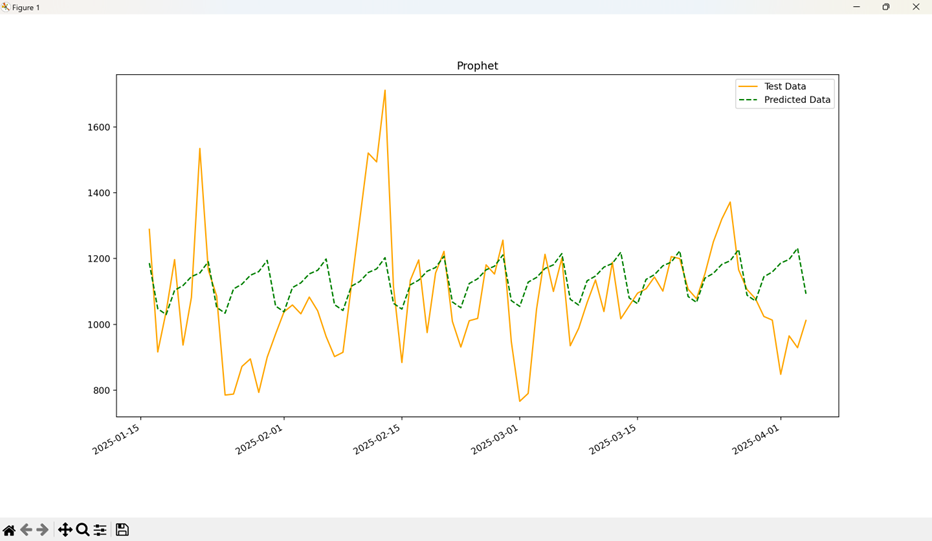 Figure 1
Prophet
Test Data
Predicted Data
1600
1400
1200
1000
800
2025-01-15
2025-02-01
2025-02-15
2025-03-01
2025-03-15
2025-04-01